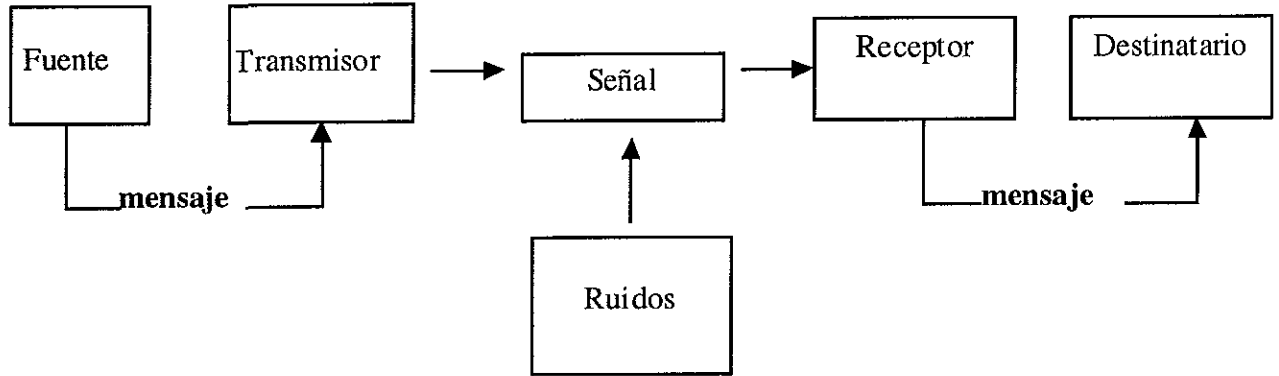 Fuente
Transmisor
Señal
Receptor
Destinatario
mensaje
mensaje
Ruidos